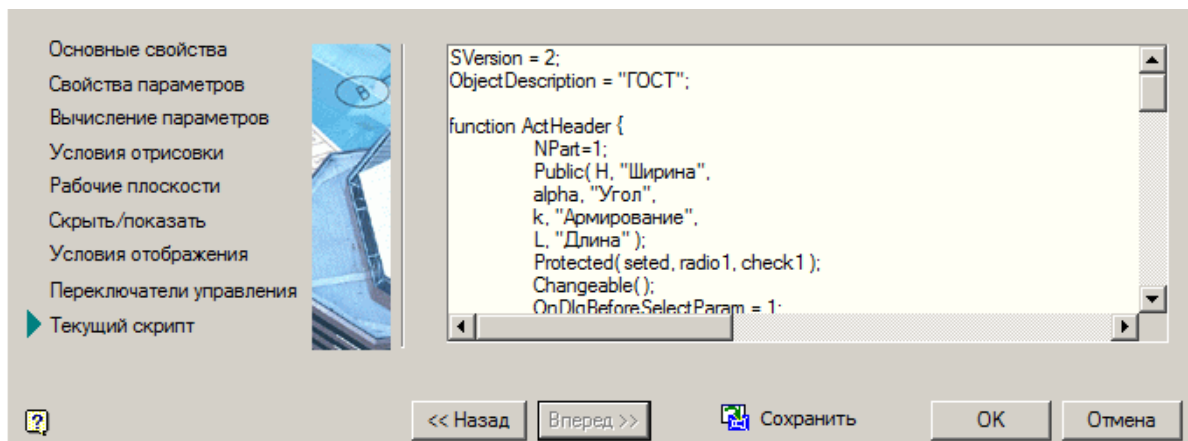 Основные свойства
Свойства параметров
Вычисление параметров
Условия отрисовки
Рабочие плоскости
Скрыть/показать
Условия отображения
Переключатели управления
Текущий скрипт
SVersion = 2;
ObjectDescription = "ГОСТ";
function ActHeader {
NPart=1;
Public( H, "Ширина",
alpha, "Угол",
k, "Армирование",
L, "Длина" );
Protected( seted, radio1, check1 );
Changeable( );
OnDlgBeforeSelectParam = 1;
B
<< Назад
Вперед >>
Сохранить
OK
Отмена